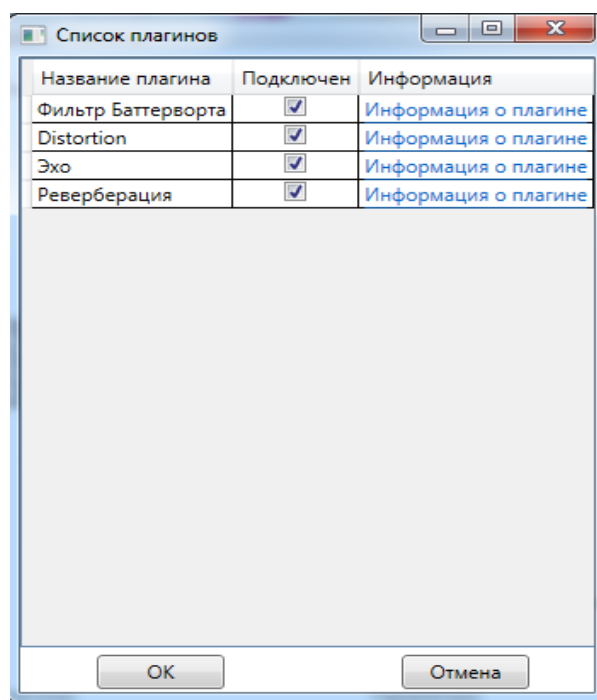 Список плагинов
Название плагина Подключен Информация
Фильтр Баттерворта Информация о плагине
Distortion Информация о плагине
Эхо Информация о плагине
Реверберация Информация о плагине
OK Отмена